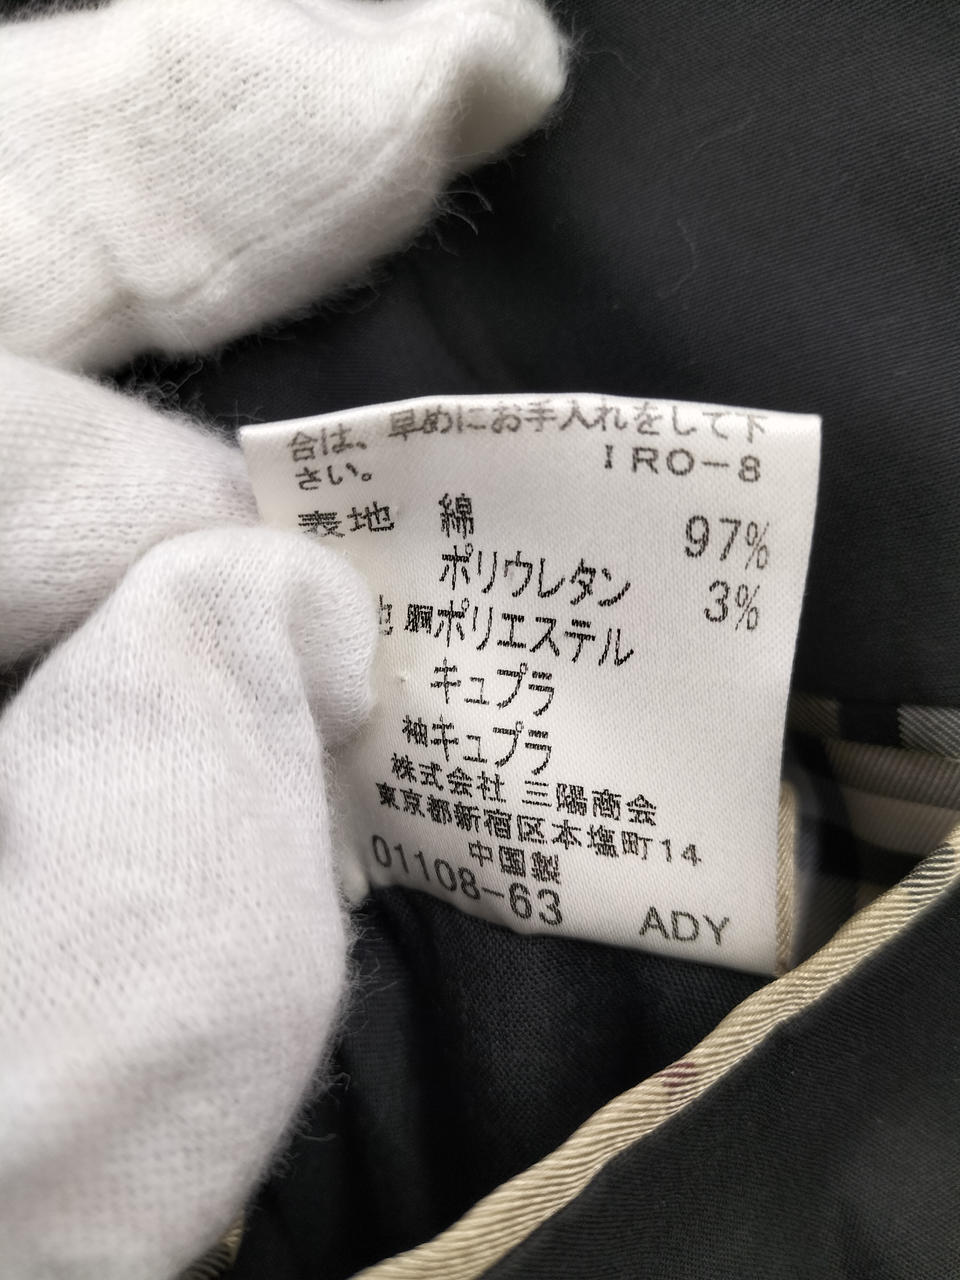 合は、早めにお手入れをして下
さい。 IRO-8
表地 綿 97%
ポリウレタン 3%
地 胴ポリエステル
キュプラ
袖キュプラ
株式会社 三陽商会
東京都新宿区本塩町14
中国製
01108-63 ADY